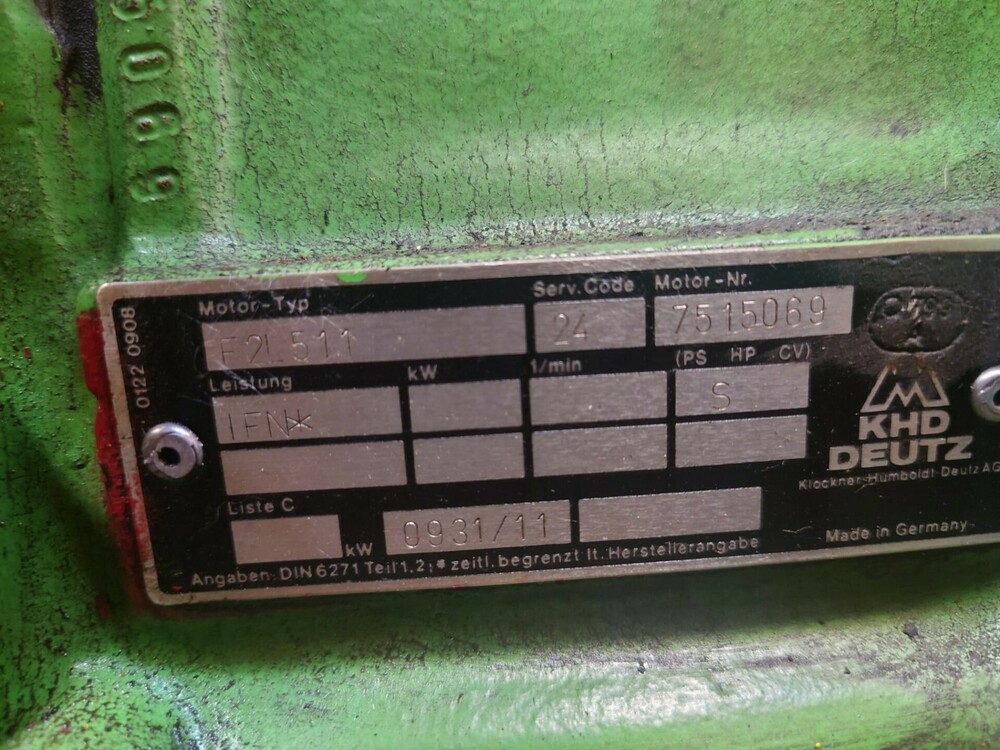 Motor-Typ Serv.Code Motor-Nr.
F2L511 24 7515069
Leistung kW 1/min (PS HP CV)
IFN* S
Liste C
kW 0931/11
Angaben: DIN 6271 Teil 1,2; * zeitl. begrenzt lt. Herstellerangabe
0122 0908
KHD
DEUTZ
Klöckner-Humboldt-Deutz AG
Made in Germany